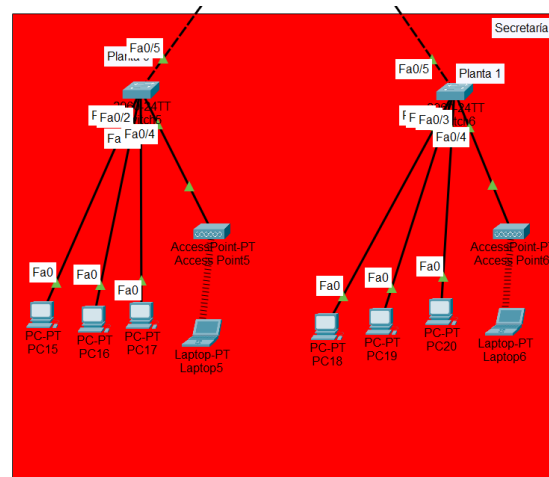 Secretaría
Fa0/5
Planta
Fa0/5
Planta 1
Fa0/2
Fa0/4
Fa0/3
Fa0/4
AccessPoint-PT
Access Point5
AccessPoint-PT
Access Point6
Fa0
Fa0
Fa0
Fa0
Fa0
Fa0
PC-PT
PC15
PC-PT
PC16
PC-PT
PC17
Laptop-PT
Laptop5
PC-PT
PC18
PC-PT
PC19
PC-PT
PC20
Laptop-PT
Laptop6